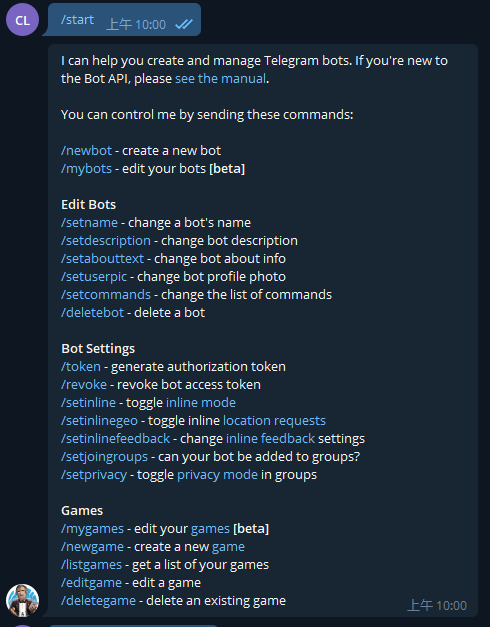 CL
/start 上午 10:00
I can help you create and manage Telegram bots. If you're new to
the Bot API, please see the manual.
You can control me by sending these commands:
/newbot - create a new bot
/mybots - edit your bots [beta]
Edit Bots
/setname - change a bot's name
/setdescription - change bot description
/setabouttext - change bot about info
/setuserpic - change bot profile photo
/setcommands - change the list of commands
/deletebot - delete a bot
Bot Settings
/token - generate authorization token
/revoke - revoke bot access token
/setinline - toggle inline mode
/setinlinegeo - toggle inline location requests
/setinlinefeedback - change inline feedback settings
/setjoingroups - can your bot be added to groups?
/setprivacy - toggle privacy mode in groups
Games
/mygames - edit your games [beta]
/newgame - create a new game
/listgames - get a list of your games
/editgame - edit a game
/deletegame - delete an existing game
上午 10:00